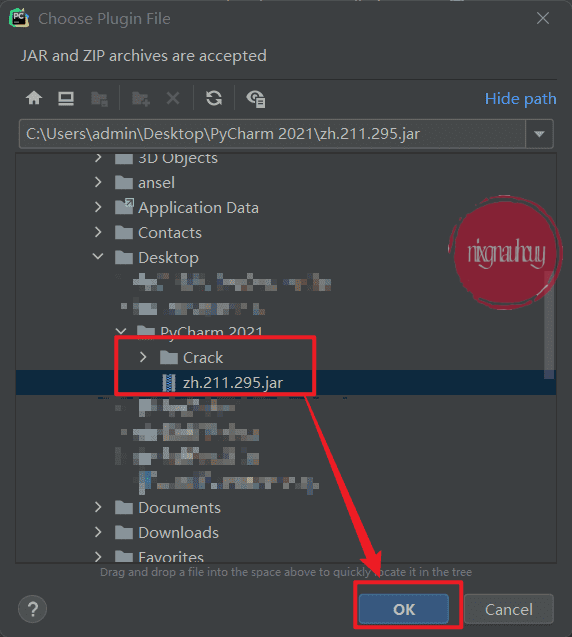 PC
Choose Plugin File
JAR and ZIP archives are accepted
Hide path
C:\Users\admin\Desktop\PyCharm 2021\zh.211.295.jar
3D Objects
ansel
Application Data
Contacts
Desktop
PyCharm 2021
Crack
zh.211.295.jar
Documents
Downloads
Favorites
Drag and drop a file into the space above to quickly locate it in the tree
?
OK
Cancel